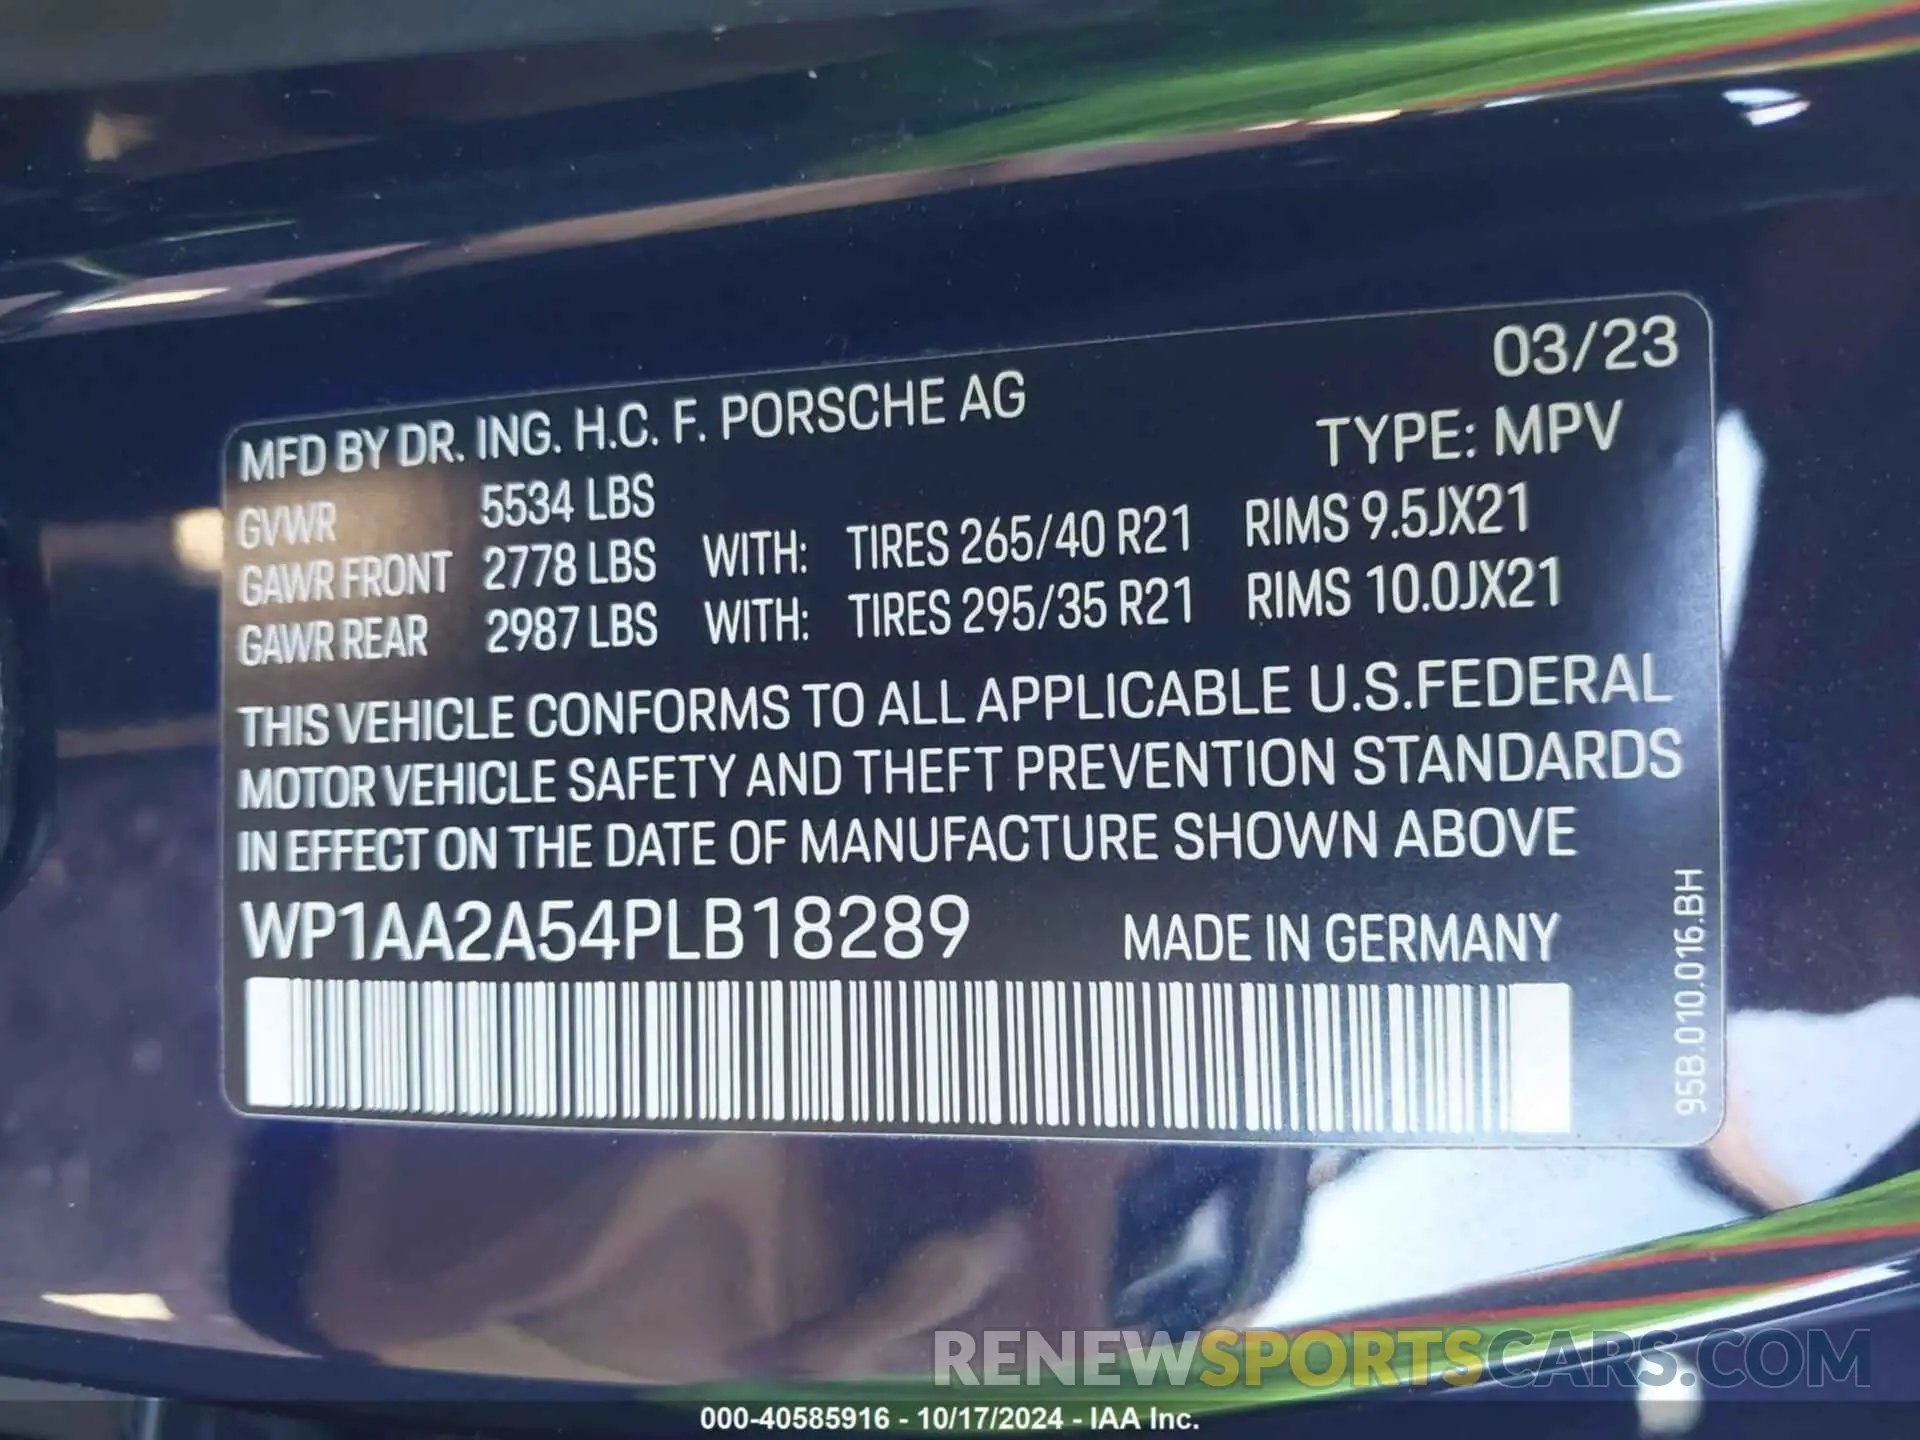 03/23
MFD BY DR. ING. H.C. F. PORSCHE AG
TYPE: MPV
GVWR 5534 LBS
GAWR FRONT 2778 LBS WITH: TIRES 265/40 R21 RIMS 9.5JX21
GAWR REAR 2987 LBS WITH: TIRES 295/35 R21 RIMS 10.0JX21
THIS VEHICLE CONFORMS TO ALL APPLICABLE U.S.FEDERAL
MOTOR VEHICLE SAFETY AND THEFT PREVENTION STANDARDS
IN EFFECT ON THE DATE OF MANUFACTURE SHOWN ABOVE
WP1AA2A54PLB18289 MADE IN GERMANY
95B.010.016.BH
RENEWSPORTSCARS.COM
000-40585916 - 10/17/2024 - IAA Inc.